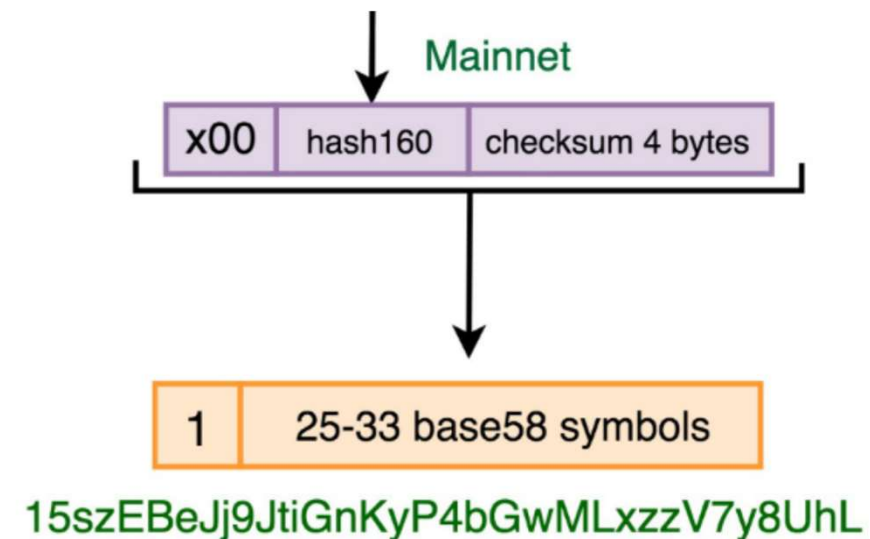 Mainnet
x00 hash160 checksum 4 bytes
1 25-33 base58 symbols
15szEBeJj9JtiGnKyP4bGwMLxzzV7y8UhL